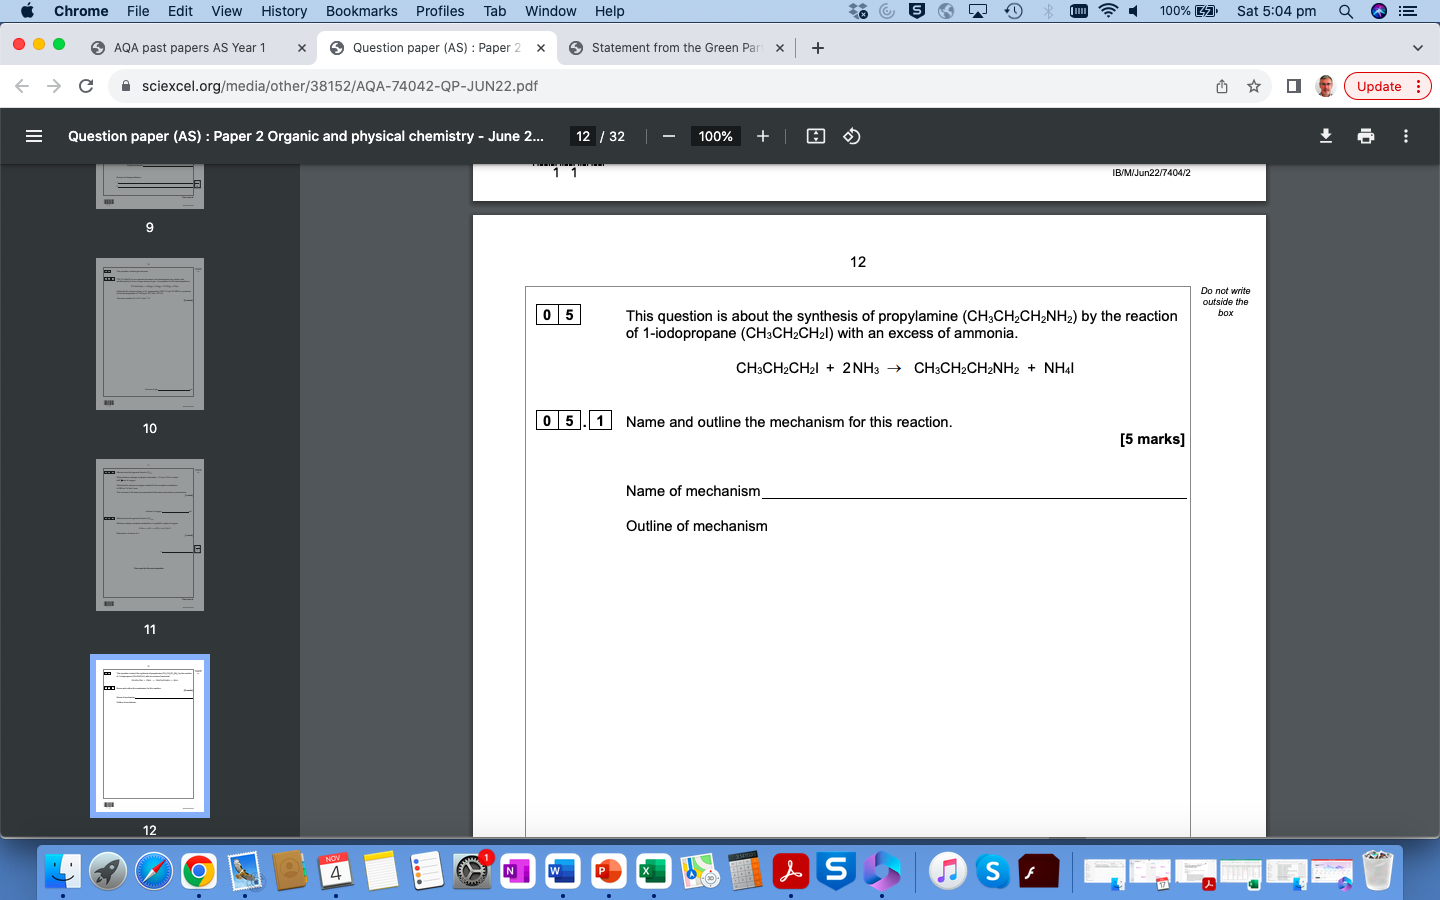 Chrome File Edit View History Bookmarks Profiles Tab Window Help 100% Sat 5:04 pm
AQA past papers AS Year 1
Question paper (AS) : Paper 2
Statement from the Green Par
sciexcel.org/media/other/38152/AQA-74042-QP-JUN22.pdf
Update
Question paper (AS) : Paper 2 Organic and physical chemistry - June 2...
12 / 32
100%
9
10
11
12
1 1
IB/M/Jun22/7404/2
12
Do not write
outside the
box
0 5 This question is about the synthesis of propylamine (CH₃CH₂CH₂NH₂) by the reaction
of 1-iodopropane (CH₃CH₂CH₂I) with an excess of ammonia.
CH₃CH₂CH₂I + 2 NH₃ → CH₃CH₂CH₂NH₂ + NH₄I
0 5 . 1 Name and outline the mechanism for this reaction.
[5 marks]
Name of mechanism
Outline of mechanism
1
NOV
4
N
W
P
X
S
S
17